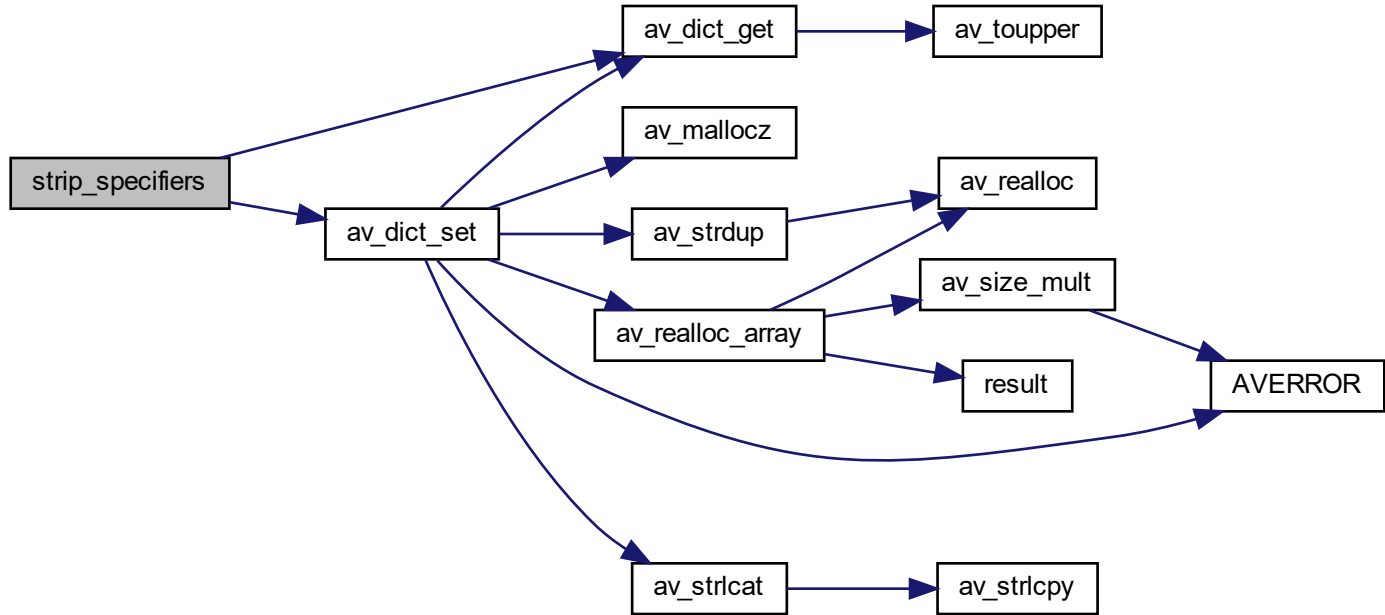 av_dict_get
av_toupper
av_mallocz
strip_specifiers
av_realloc
av_dict_set
av_strdup
av_size_mult
av_realloc_array
result
AVERROR
av_strlcat
av_strlcpy